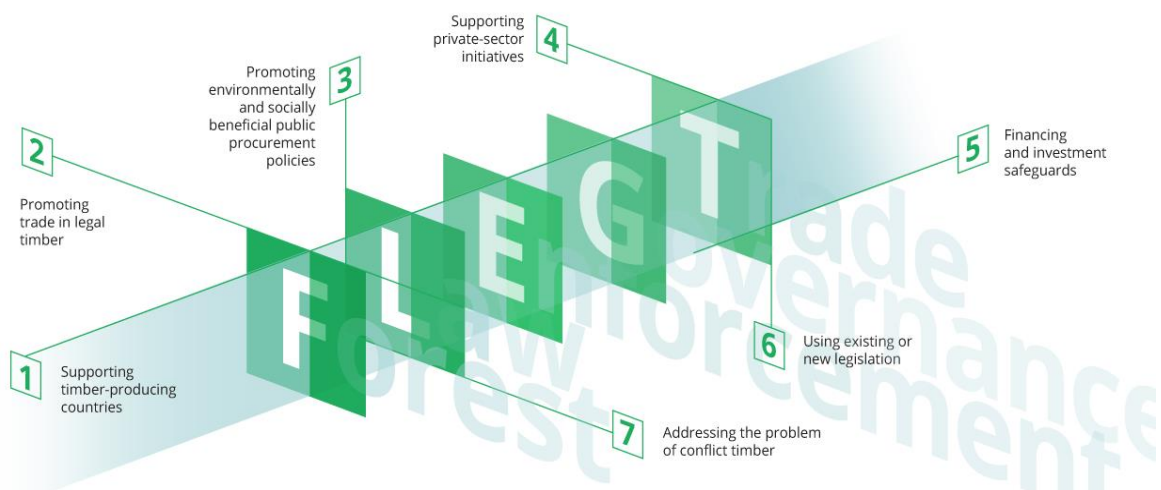 1
Supporting
timber-producing
countries
2
Promoting
trade in legal
timber
3
Promoting
environmentally
and socially
beneficial public
procurement
policies
4
Supporting
private-sector
initiatives
5
Financing
and investment
safeguards
6
Using existing or
new legislation
7
Addressing the problem
of conflict timber
FLEGT
Forest
Law
Enforcement
Governance
Trade